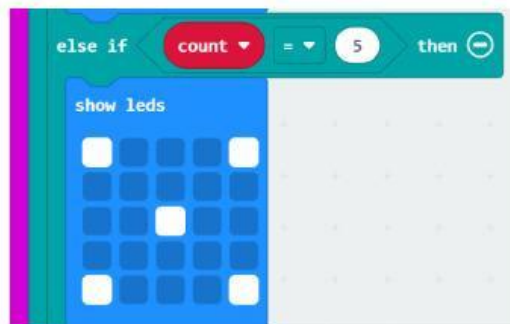 else if count = 5 then
show leds